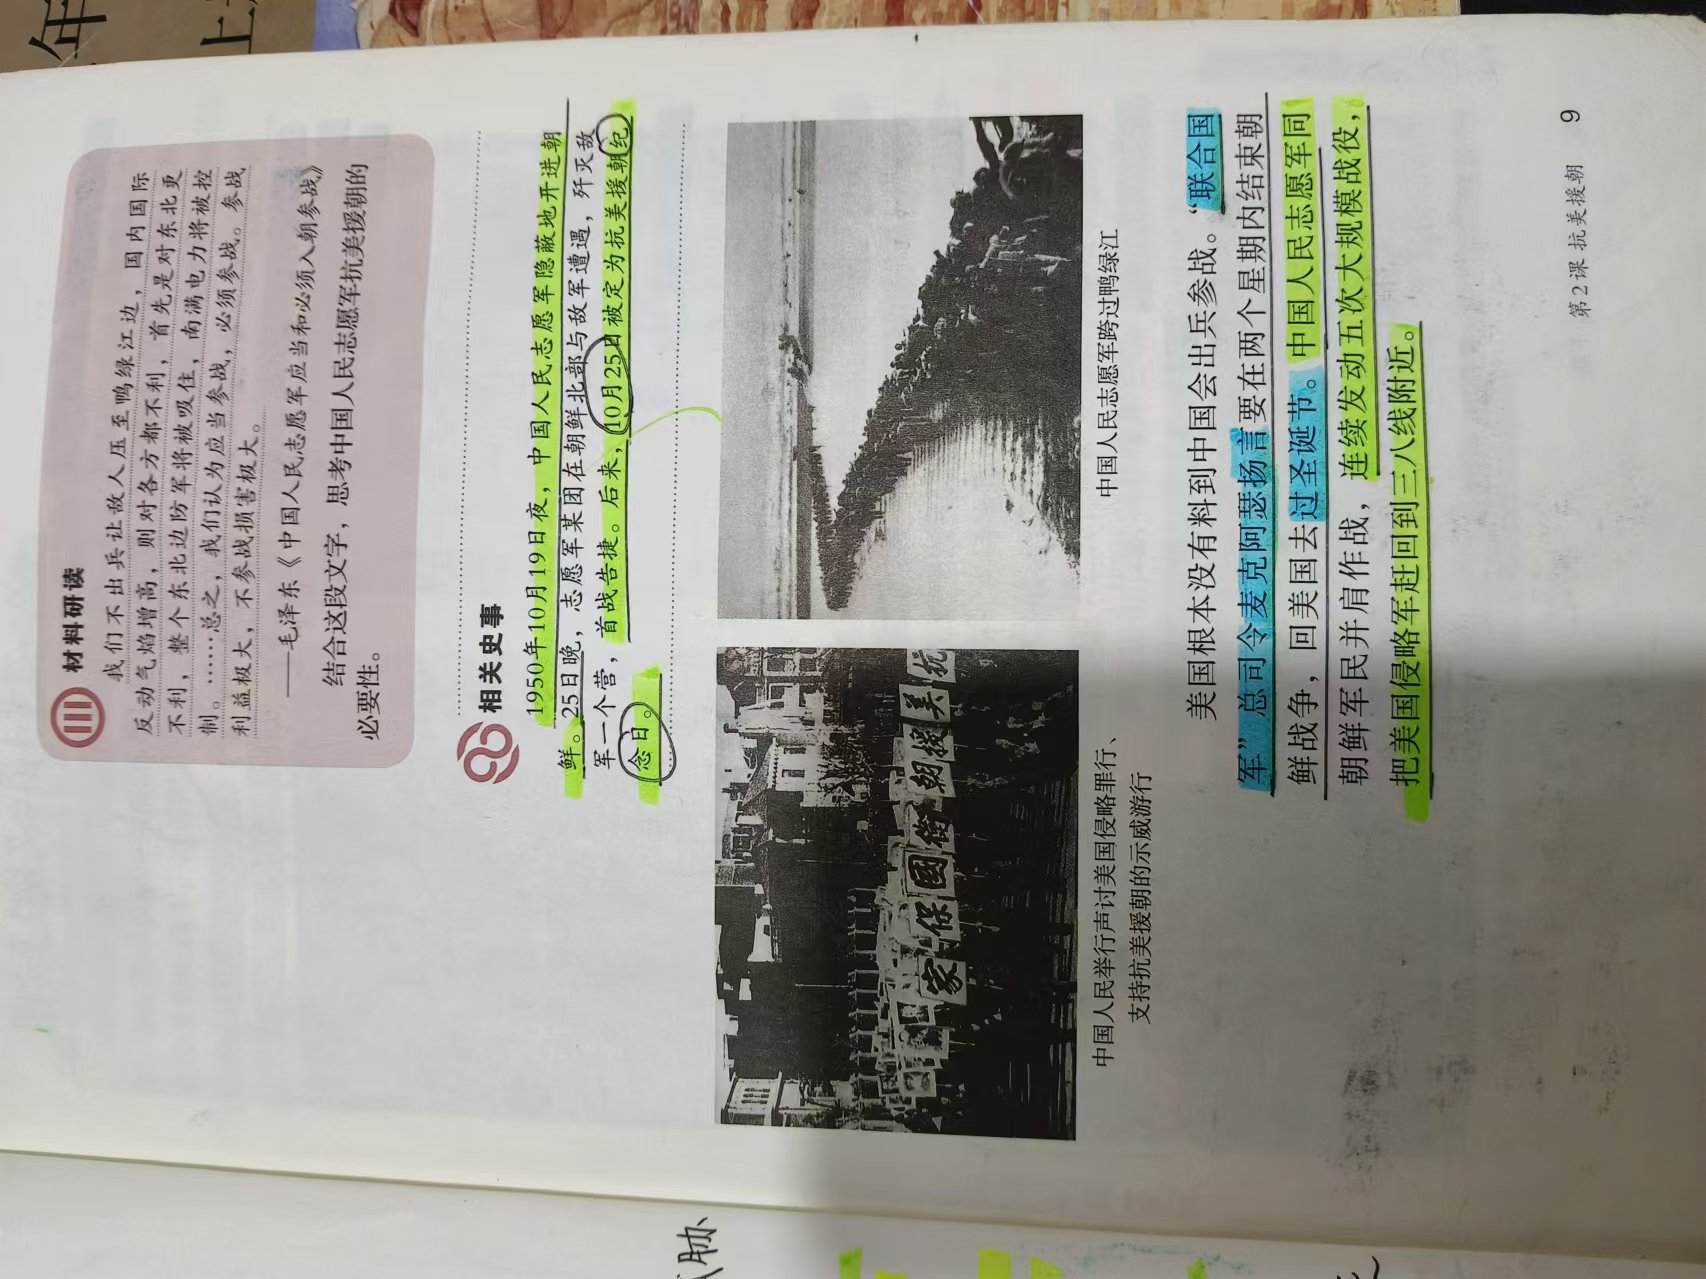 材料研读
我们不出兵让敌人压至鸭绿江边，国内国际
反动气焰增高，则对各方都不利，首先是对东北更
不利，整个东北边防军将被吸住，南满电力将被控
制。……总之，我们认为应当参战，必须参战。参战
利益极大，不参战损害极大。
——毛泽东《中国人民志愿军应当和必须入朝参战》
结合这段文字，思考中国人民志愿军抗美援朝的
必要性。
相关史事
1950年10月19日夜，中国人民志愿军隐蔽地开进朝
鲜。25日晚，志愿军某团在朝鲜北部与敌军遭遇，歼灭敌
军一个营，首战告捷。后来，10月25日被定为抗美援朝纪
念日。
家保國衛朝援美抗
中国人民举行声讨美国侵略罪行、
支持抗美援朝的示威游行
中国人民志愿军跨过鸭绿江
美国根本没有料到中国会出兵参战。“联合国
军”总司令麦克阿瑟扬言要在两个星期内结束朝
鲜战争，回美国去过圣诞节。中国人民志愿军同
朝鲜军民并肩作战，连续发动五次大规模战役，
把美国侵略军赶回到三八线附近。
第2课 抗美援朝 9
胁
年
上